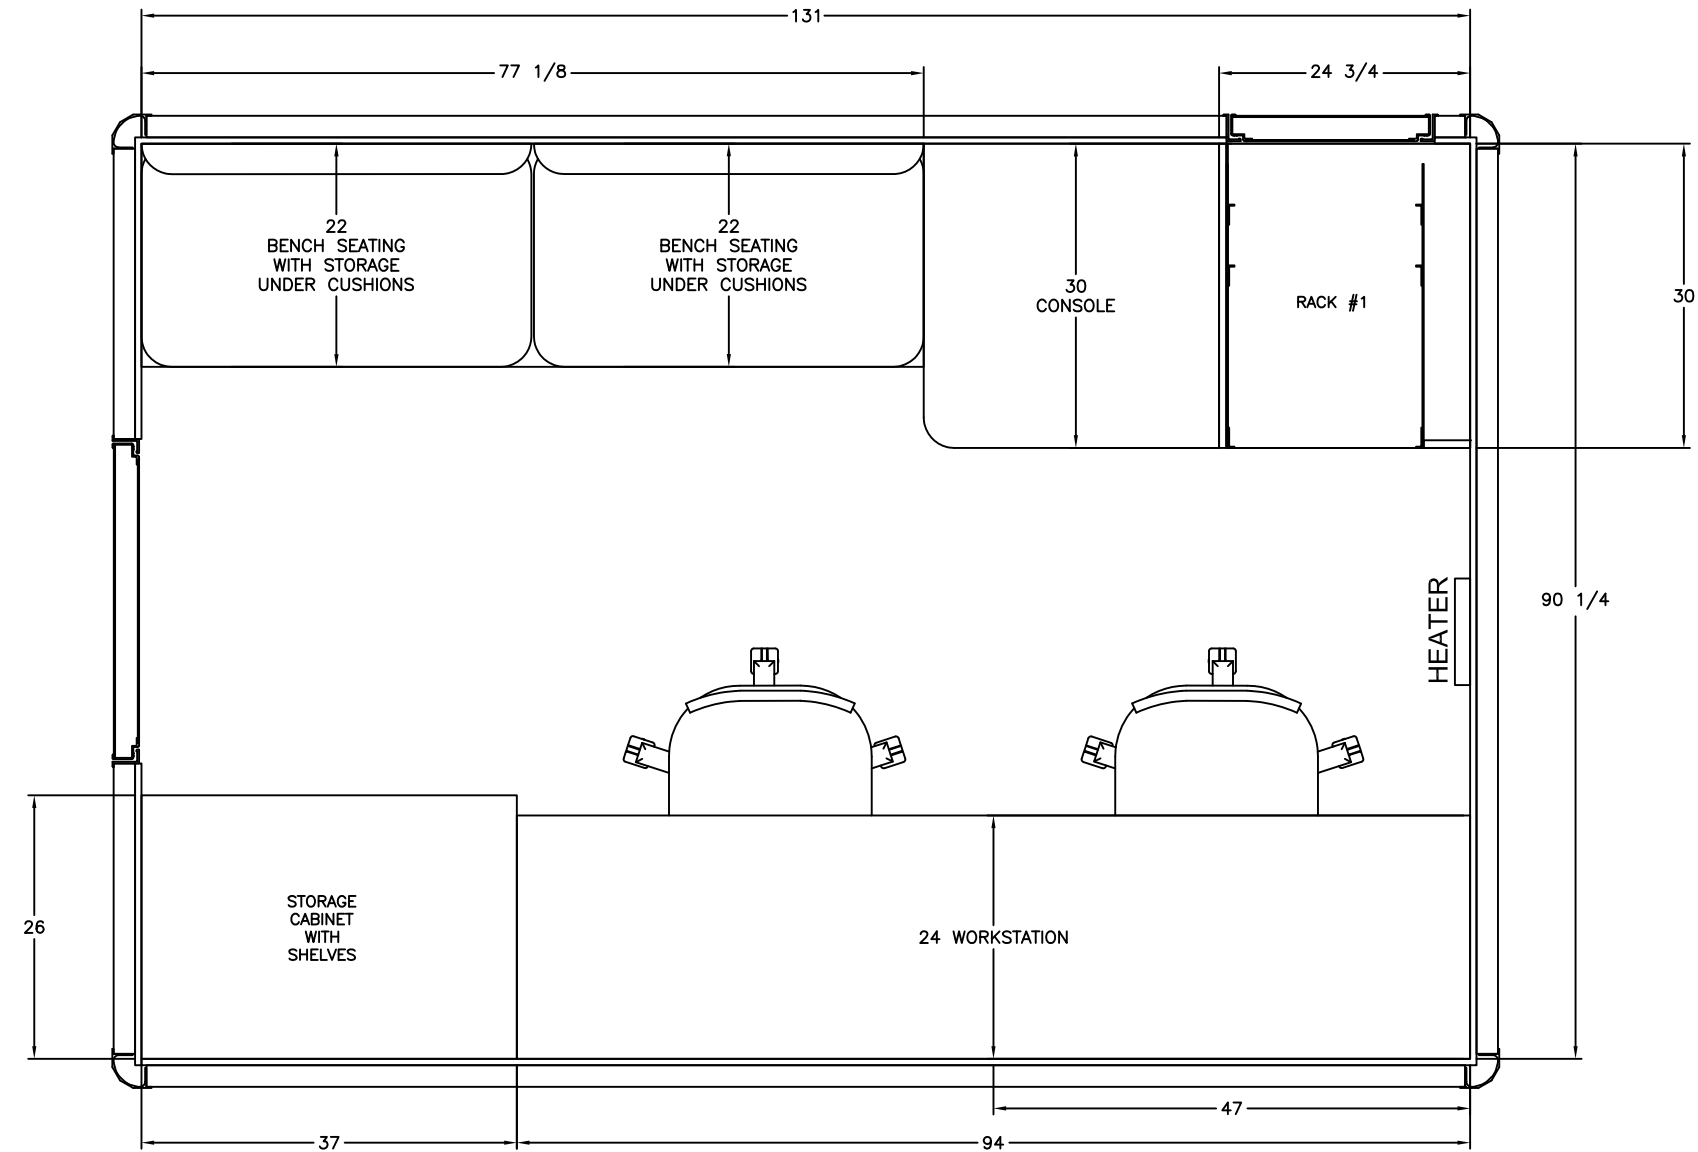 131
77 1/8
24 3/4
22
BENCH SEATING
WITH STORAGE
UNDER CUSHIONS
22
BENCH SEATING
WITH STORAGE
UNDER CUSHIONS
30
CONSOLE
RACK #1
30
90 1/4
HEATER
STORAGE
CABINET
WITH
SHELVES
26
24 WORKSTATION
47
37
94